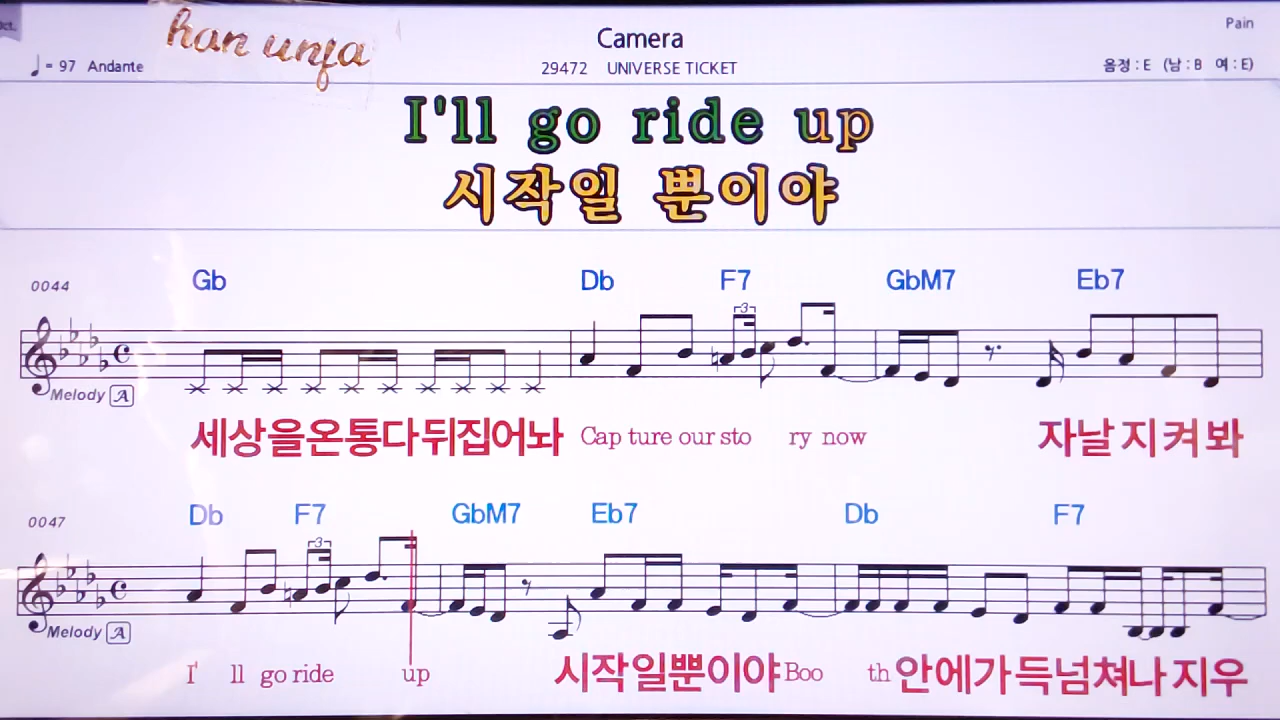 oct.
han unfa
Camera
Pain
♩= 97 Andante
29472 UNIVERSE TICKET
음정 : E (남 : B 여 : E)
I'll go ride up
시작일 뿐이야
0044
Gb Db F7 GbM7 Eb7
3
Melody A
세상을온통다뒤집어놔 Cap ture our sto ry now 자날지켜봐
0047
Db F7 GbM7 Eb7 Db F7
3
Melody A
I' ll go ride up 시작일뿐이야 Boo th 안에가득넘쳐나 지우